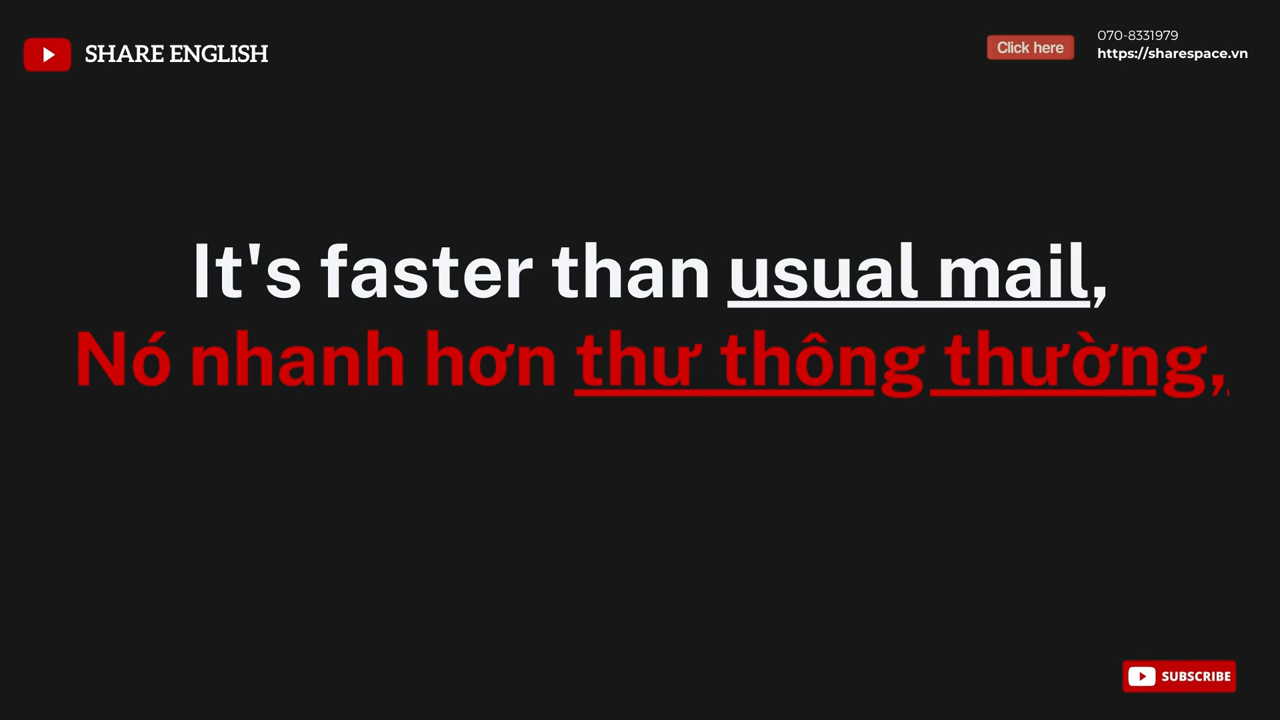 SHARE ENGLISH
Click here
070-8331979
https://sharespace.vn
It's faster than usual mail,
Nó nhanh hơn thư thông thường,
SUBSCRIBE